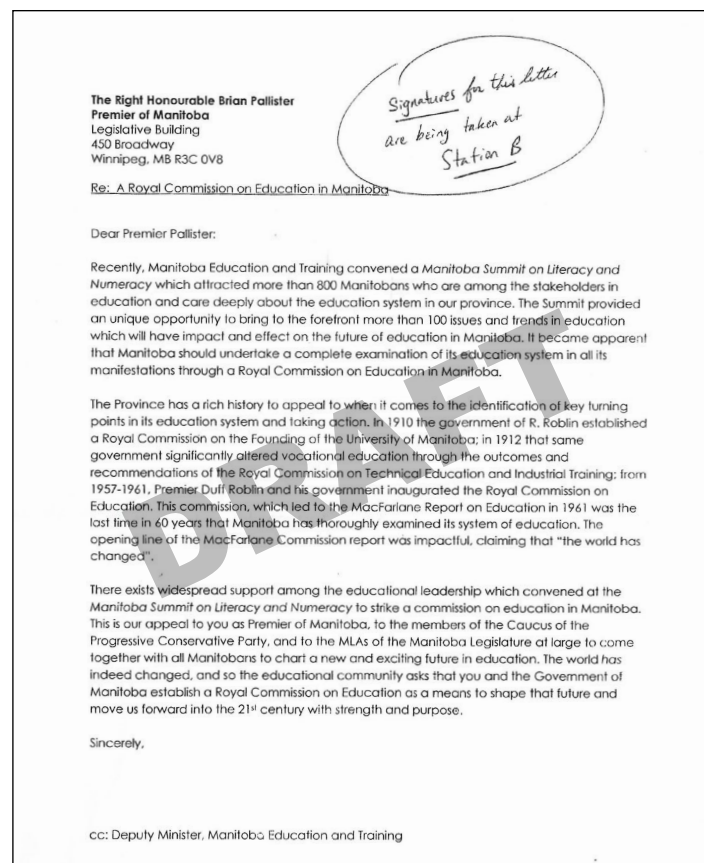 The Right Honourable Brian Pallister
Premier of Manitoba
Legislative Building
450 Broadway
Winnipeg, MB R3C 0V8
Signatures for this letter
are being taken at
Station B
Re: A Royal Commission on Education in Manitoba
Dear Premier Pallister:
Recently, Manitoba Education and Training convened a Manitoba Summit on Literacy and
Numeracy which attracted more than 800 Manitobans who are among the stakeholders in
education and care deeply about the education system in our province. The Summit provided
an unique opportunity to bring to the forefront more than 100 issues and trends in education
which will have impact and effect on the future of education in Manitoba. It became apparent
that Manitoba should undertake a complete examination of its education system in all its
manifestations through a Royal Commission on Education in Manitoba.
The Province has a rich history to appeal to when it comes to the identification of key turning
points in its education system and taking action. In 1910 the government of R. Roblin established
a Royal Commission on the Founding of the University of Manitoba; in 1912 that same
government significantly altered vocational education through the outcomes and
recommendations of the Royal Commission on Technical Education and Industrial Training; from
1957-1961, Premier Duff Roblin and his government inaugurated the Royal Commission on
Education. This commission, which led to the MacFarlane Report on Education in 1961 was the
last time in 60 years that Manitoba has thoroughly examined its system of education. The
opening line of the MacFarlane Commission report was impactful, claiming that "the world has
changed".
There exists widespread support among the educational leadership which convened at the
Manitoba Summit on Literacy and Numeracy to strike a commission on education in Manitoba.
This is our appeal to you as Premier of Manitoba, to the members of the Caucus of the
Progressive Conservative Party, and to the MLAs of the Manitoba Legislature at large to come
together with all Manitobans to chart a new and exciting future in education. The world has
indeed changed, and so the educational community asks that you and the Government of
Manitoba establish a Royal Commission on Education as a means to shape that future and
move us forward into the 21st century with strength and purpose.
Sincerely,
cc: Deputy Minister, Manitoba Education and Training
DRAFT